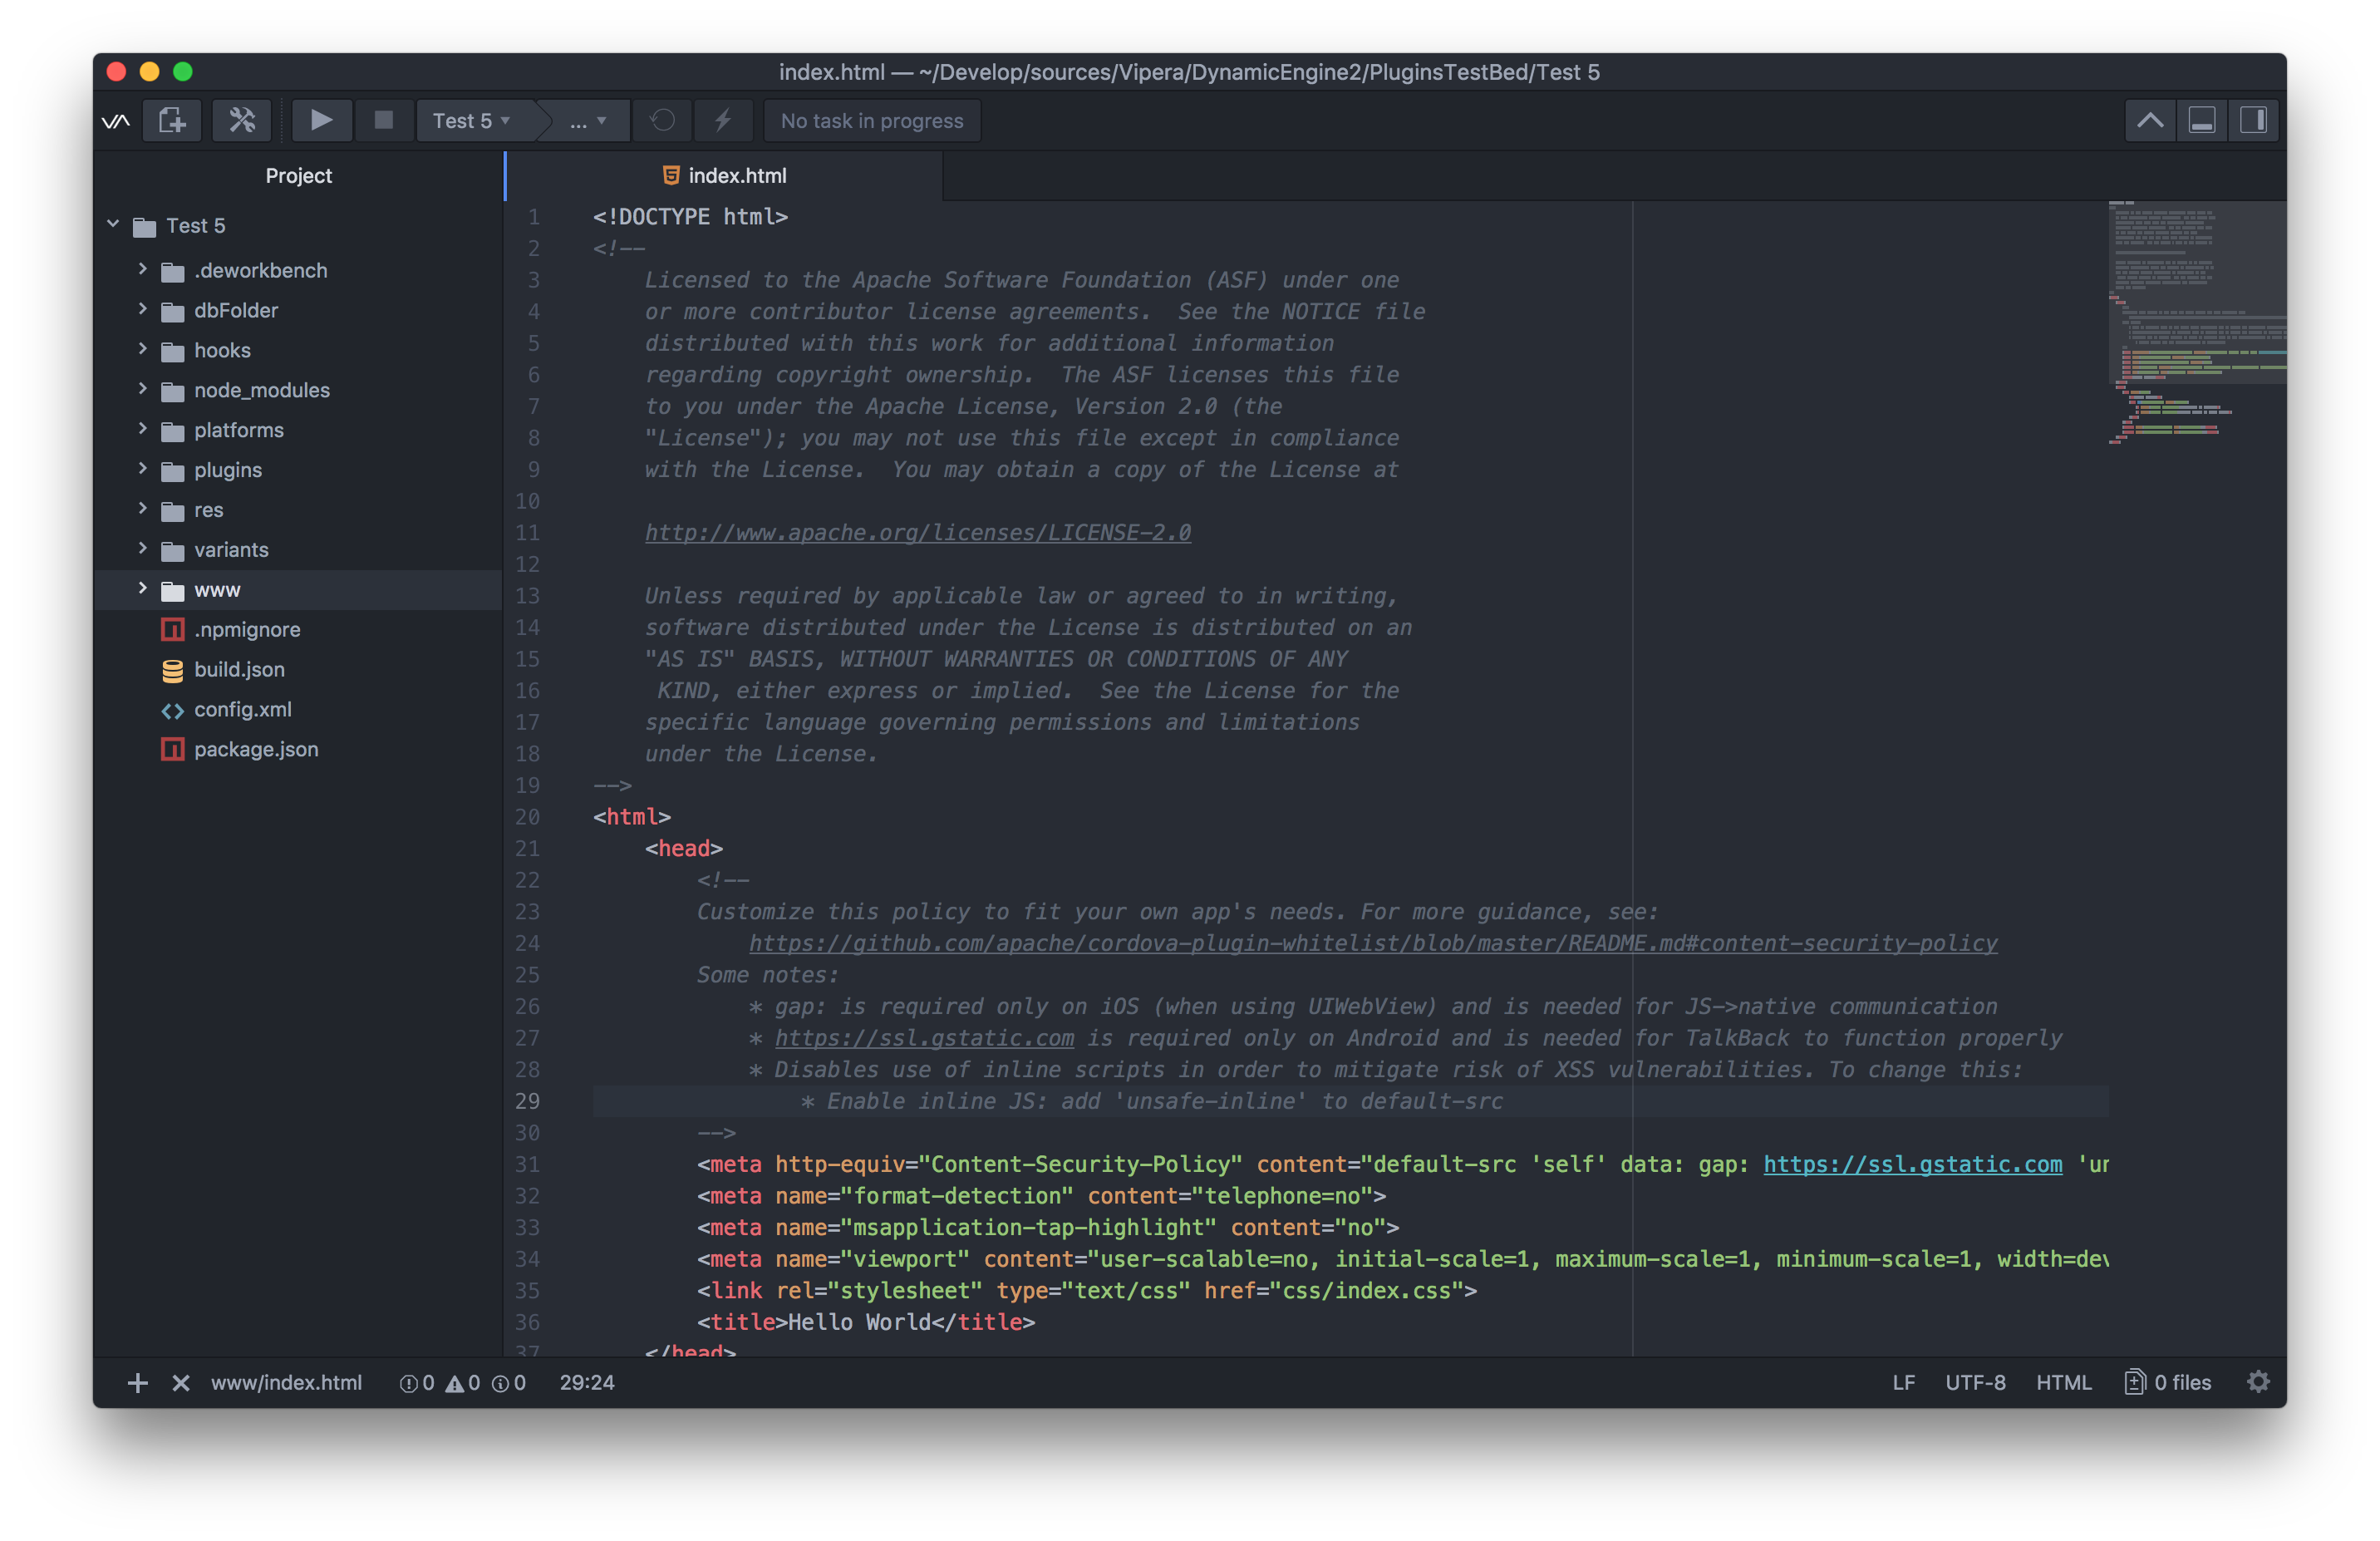 index.html — ~/Develop/sources/Vipera/DynamicEngine2/PluginsTestBed/Test 5
Test 5
...
No task in progress
Project
Test 5
.deworkbench
dbFolder
hooks
node_modules
platforms
plugins
res
variants
www
.npmignore
build.json
config.xml
package.json
index.html
1 <!DOCTYPE html>
2 <!--
3 Licensed to the Apache Software Foundation (ASF) under one
4 or more contributor license agreements.  See the NOTICE file
5 distributed with this work for additional information
6 regarding copyright ownership.  The ASF licenses this file
7 to you under the Apache License, Version 2.0 (the
8 "License"); you may not use this file except in compliance
9 with the License.  You may obtain a copy of the License at
10
11 http://www.apache.org/licenses/LICENSE-2.0
12
13 Unless required by applicable law or agreed to in writing,
14 software distributed under the License is distributed on an
15 "AS IS" BASIS, WITHOUT WARRANTIES OR CONDITIONS OF ANY
16 KIND, either express or implied.  See the License for the
17 specific language governing permissions and limitations
18 under the License.
19 -->
20 <html>
21 <head>
22 <!--
23 Customize this policy to fit your own app's needs. For more guidance, see:
24 https://github.com/apache/cordova-plugin-whitelist/blob/master/README.md#content-security-policy
25 Some notes:
26 * gap: is required only on iOS (when using UIWebView) and is needed for JS->native communication
27 * https://ssl.gstatic.com is required only on Android and is needed for TalkBack to function properly
28 * Disables use of inline scripts in order to mitigate risk of XSS vulnerabilities. To change this:
29 * Enable inline JS: add 'unsafe-inline' to default-src
30 -->
31 <meta http-equiv="Content-Security-Policy" content="default-src 'self' data: gap: https://ssl.gstatic.com 'un
32 <meta name="format-detection" content="telephone=no">
33 <meta name="msapplication-tap-highlight" content="no">
34 <meta name="viewport" content="user-scalable=no, initial-scale=1, maximum-scale=1, minimum-scale=1, width=dev
35 <link rel="stylesheet" type="text/css" href="css/index.css">
36 <title>Hello World</title>
37 </head>
www/index.html 0 0 0 29:24
LF UTF-8 HTML 0 files